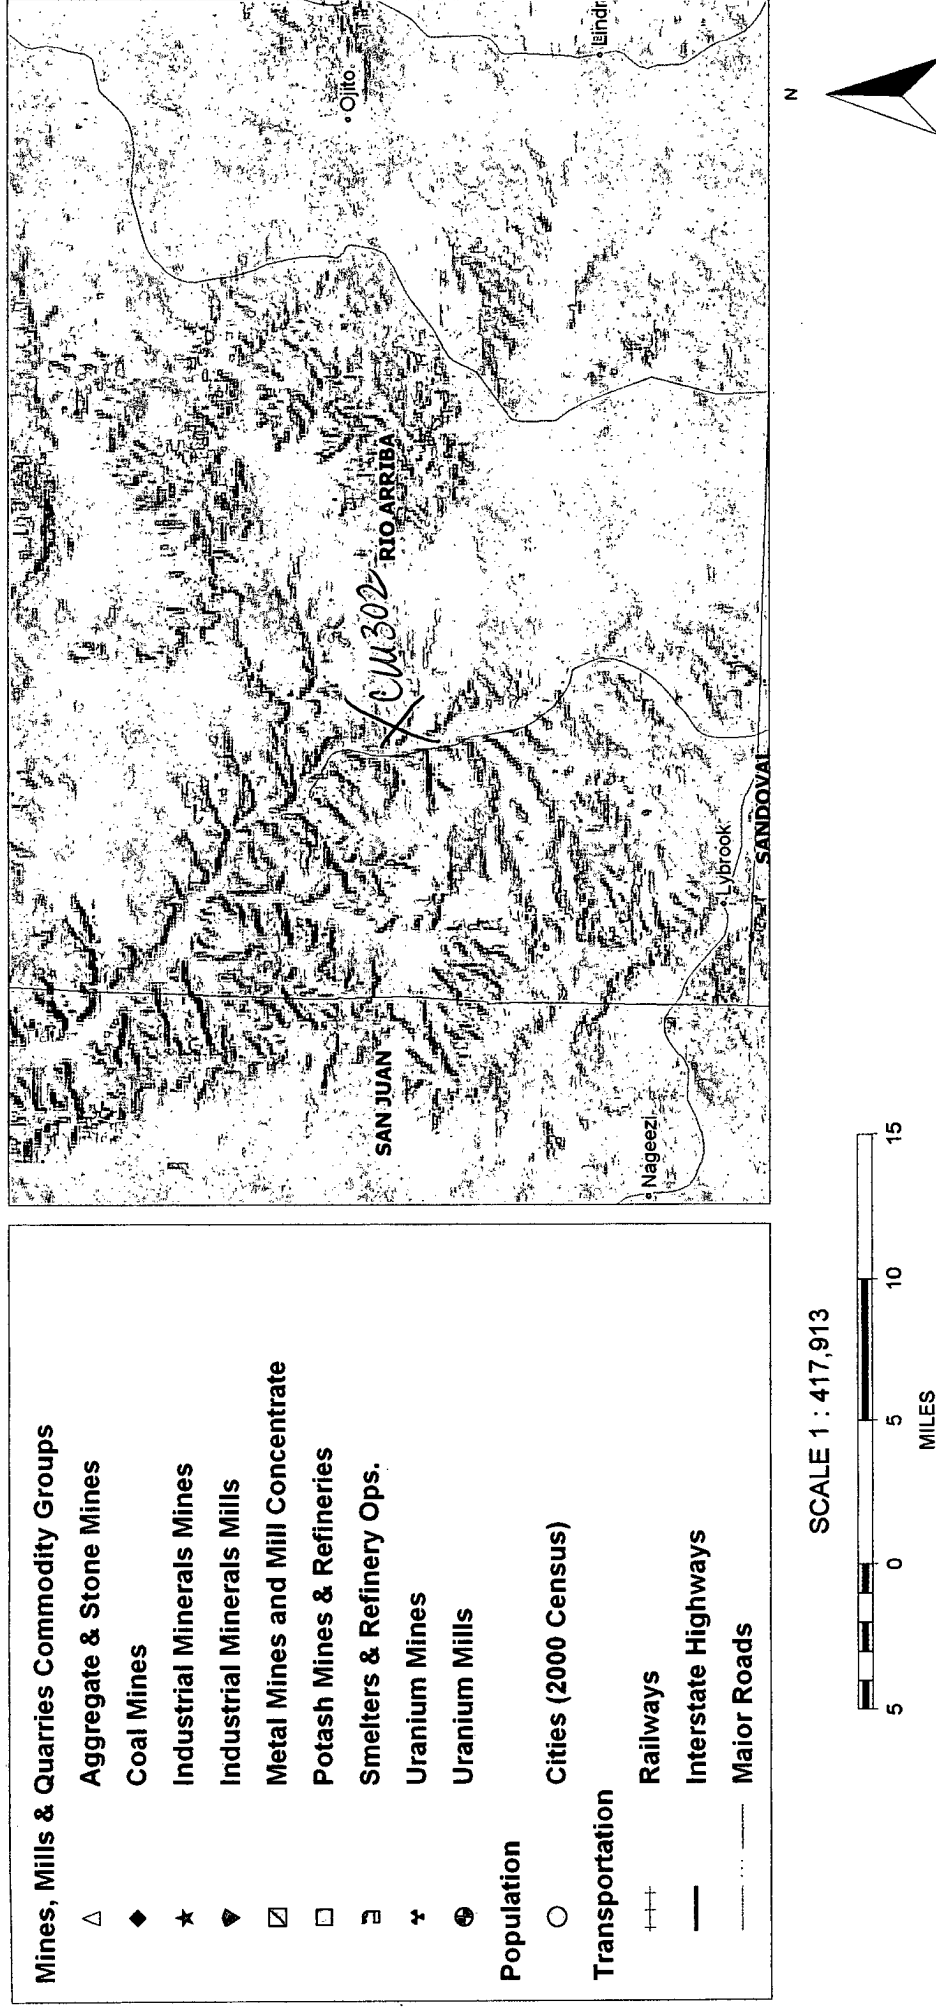 Mines, Mills & Quarries Commodity Groups
Aggregate & Stone Mines
Coal Mines
Industrial Minerals Mines
Industrial Minerals Mills
Metal Mines and Mill Concentrate
Potash Mines & Refineries
Smelters & Refinery Ops.
Uranium Mines
Uranium Mills
Population
Cities (2000 Census)
Transportation
Railways
Interstate Highways
Major Roads
Ojito
Lindr
RIO ARRIBA
SAN JUAN
Nageezi
Lybrook
SANDOVAL
N
SCALE 1 : 417,913
5 0 5 10 15
MILES